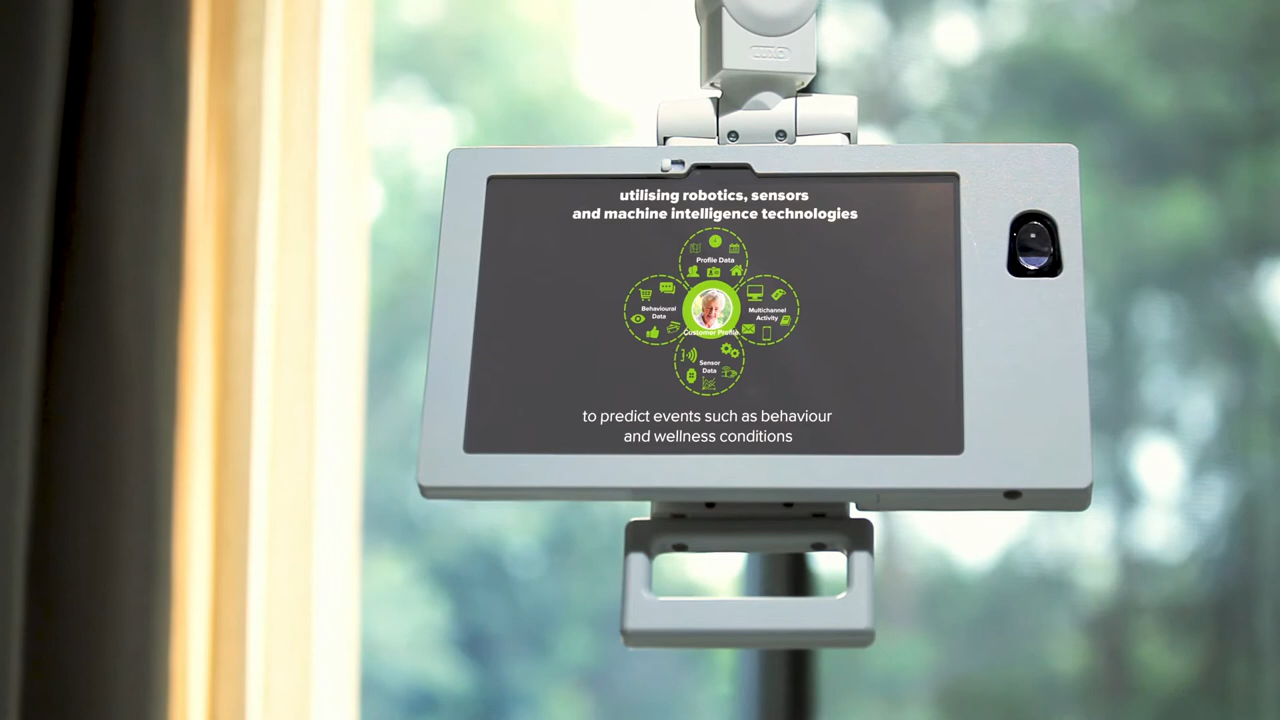 LUXO
utilising robotics, sensors
and machine intelligence technologies
Profile Data
Behavioural
Data
Customer Profile
Multichannel
Activity
Sensor
Data
to predict events such as behaviour
and wellness conditions